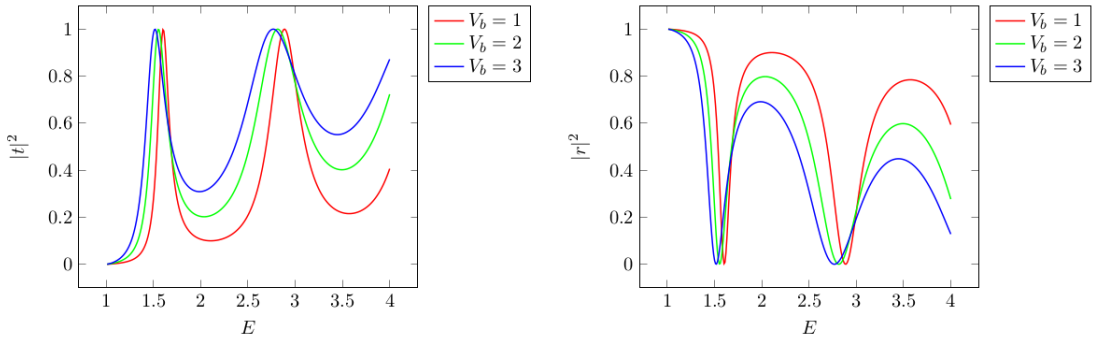 1
0.8
0.6
0.4
0.2
0
|t|²
1
1.5
2
2.5
3
3.5
4
E
V_b = 1
V_b = 2
V_b = 3
1
0.8
0.6
0.4
0.2
0
|r|²
1
1.5
2
2.5
3
3.5
4
E
V_b = 1
V_b = 2
V_b = 3